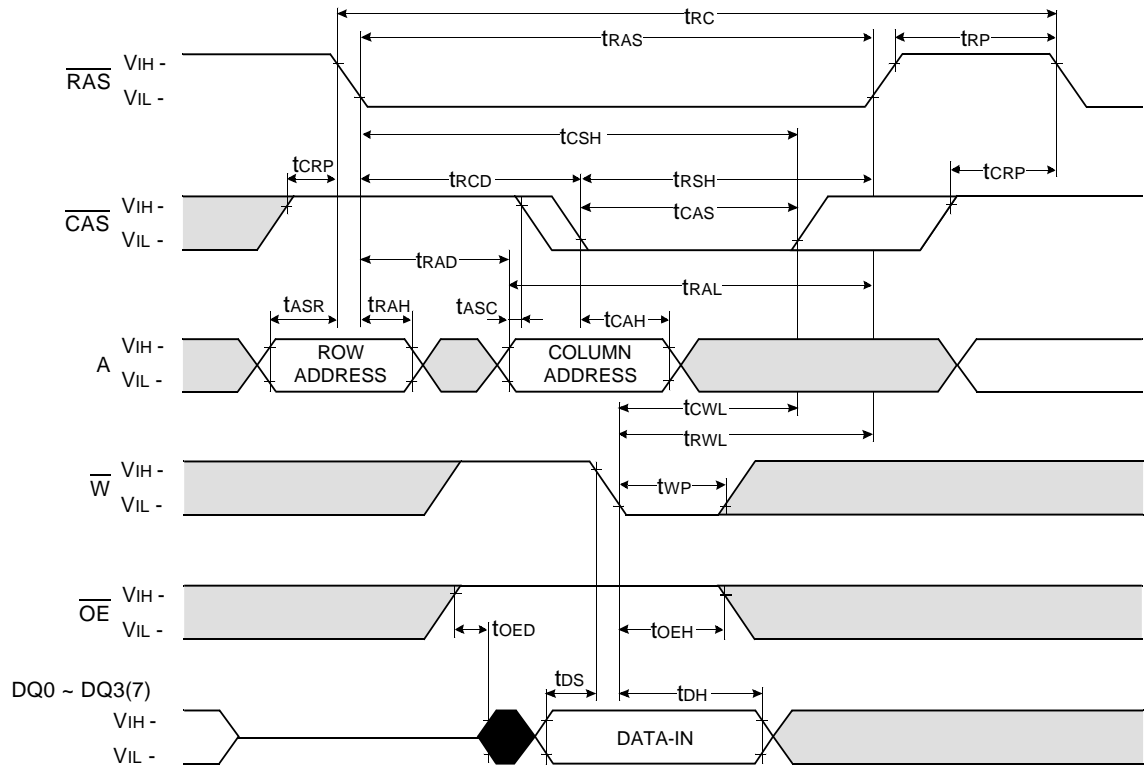 tRC
tRAS
tRP
RAS
VIH -
VIL -
tCSH
tCRP
tRCD
tRSH
tCRP
CAS
VIH -
VIL -
tCAS
tRAD
tRAL
tASR
tRAH
tASC
tCAH
A
VIH -
VIL -
ROW
ADDRESS
COLUMN
ADDRESS
tCWL
tRWL
W
VIH -
VIL -
tWP
OE
VIH -
VIL -
tOED
tOEH
DQ0 ~ DQ3(7)
tDS
tDH
VIH -
VIL -
DATA-IN